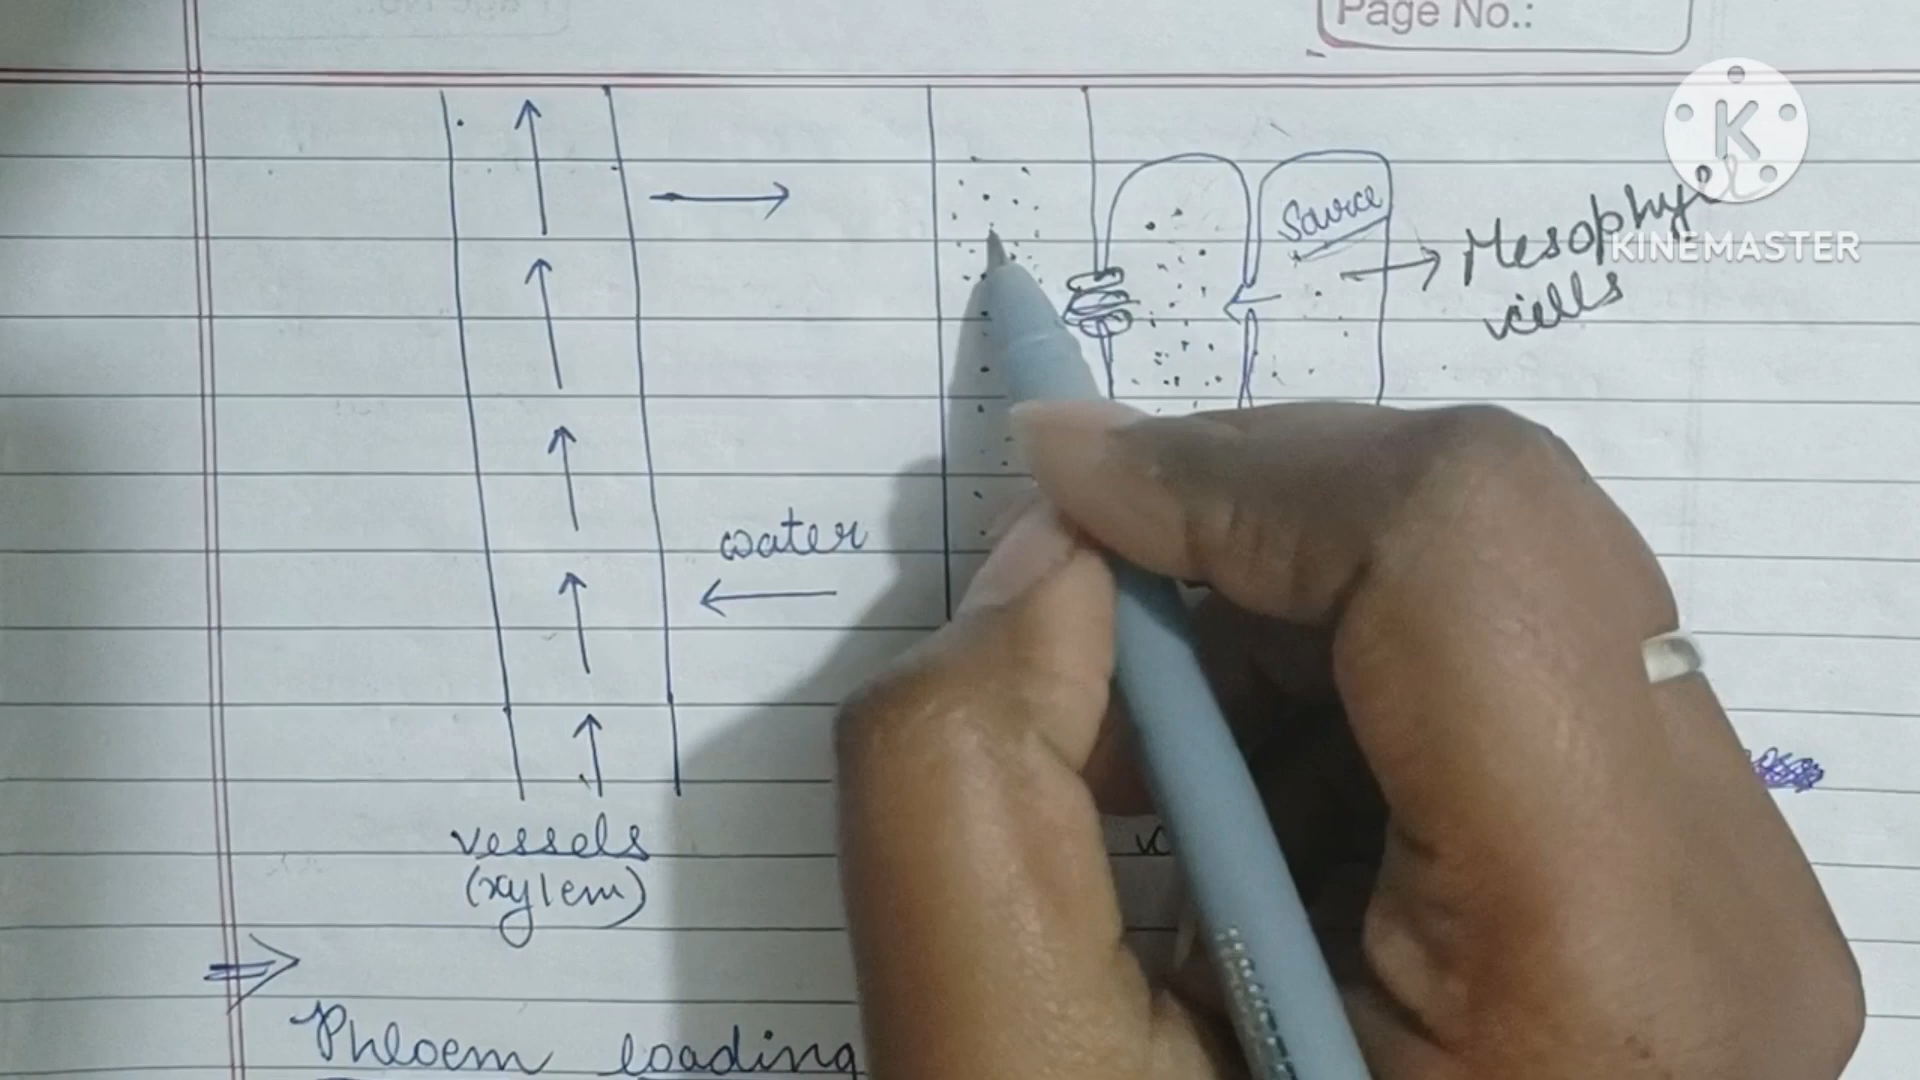 Page No.:
K
KINEMASTER
Source
Mesophyll
cells
water
vessels
(xylem)
Phloem loading